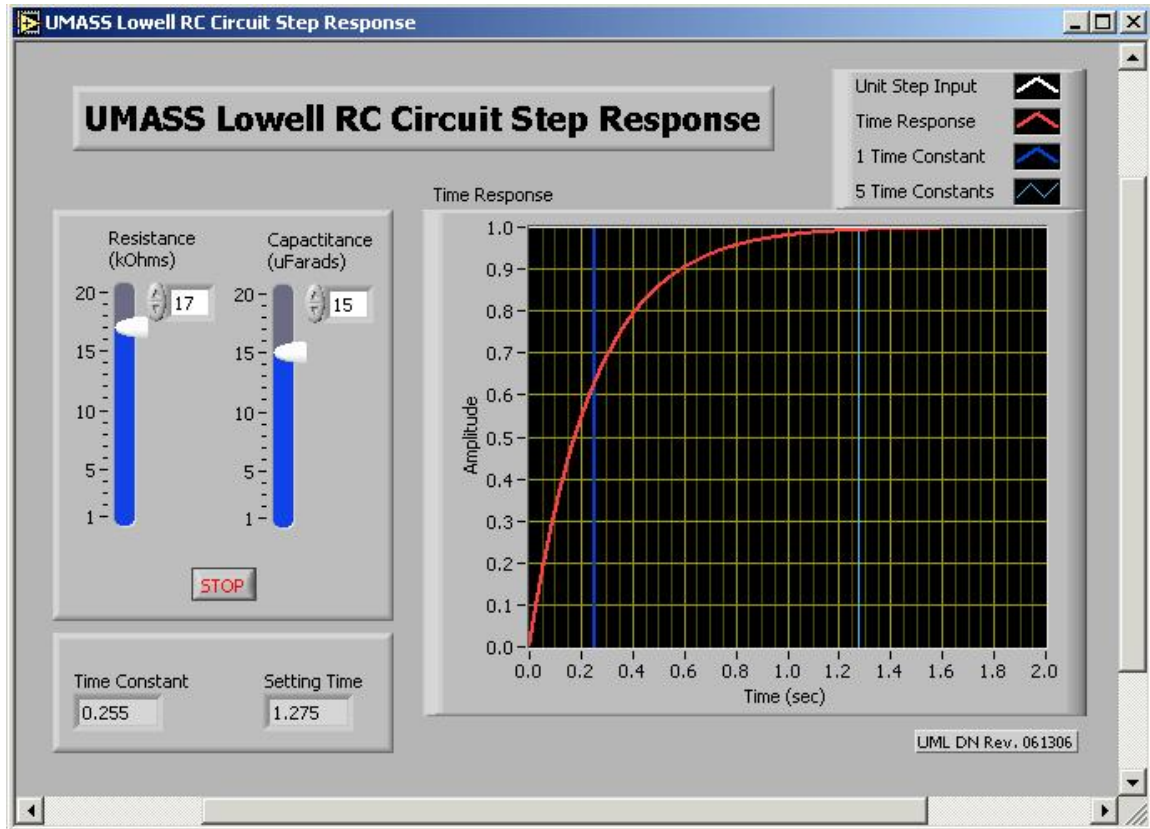 UMASS Lowell RC Circuit Step Response
UMASS Lowell RC Circuit Step Response
Unit Step Input
Time Response
1 Time Constant
5 Time Constants
Resistance
(kOhms)
20
15
10
5
1
17
Capactitance
(uFarads)
20
15
10
5
1
15
STOP
Time Constant
0.255
Setting Time
1.275
Time Response
Amplitude
1.0
0.9
0.8
0.7
0.6
0.5
0.4
0.3
0.2
0.1
0.0
0.0 0.2 0.4 0.6 0.8 1.0 1.2 1.4 1.6 1.8 2.0
Time (sec)
UML DN Rev. 061306